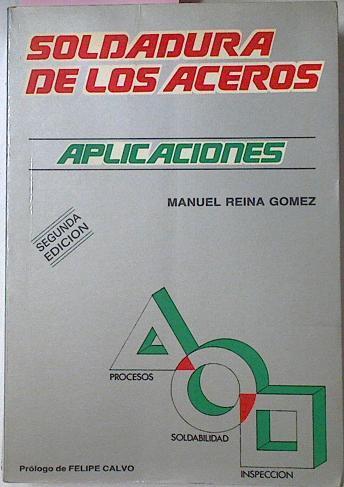 SOLDADURA
DE LOS ACEROS
APLICACIONES
MANUEL REINA GOMEZ
SEGUNDA
EDICION
PROCESOS
SOLDABILIDAD
INSPECCION
Prólogo de FELIPE CALVO